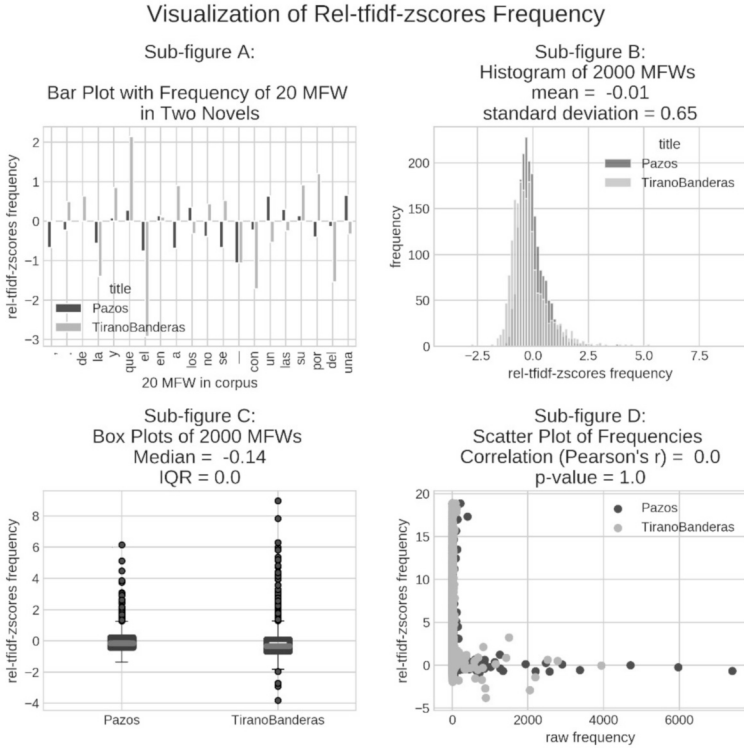 Visualization of Rel-tfidf-zscores Frequency
Sub-figure A:
Bar Plot with Frequency of 20 MFW
in Two Novels
rel-tfidf-zscores frequency
2
1
0
−1
−2
−3
title
Pazos
TiranoBanderas
,
.
de
la
y
que
el
en
a
los
no
se
—
con
un
las
su
por
del
una
20 MFW in corpus
Sub-figure B:
Histogram of 2000 MFWs
mean = -0.01
standard deviation = 0.65
frequency
200
150
100
50
0
title
Pazos
TiranoBanderas
−2.5 0.0 2.5 5.0 7.5
rel-tfidf-zscores frequency
Sub-figure C:
Box Plots of 2000 MFWs
Median = -0.14
IQR = 0.0
rel-tfidf-zscores frequency
8
6
4
2
0
−2
−4
Pazos TiranoBanderas
Sub-figure D:
Scatter Plot of Frequencies
Correlation (Pearson's r) = 0.0
p-value = 1.0
rel-tfidf-zscores frequency
20
15
10
5
0
−5
Pazos
TiranoBanderas
0 2000 4000 6000
raw frequency